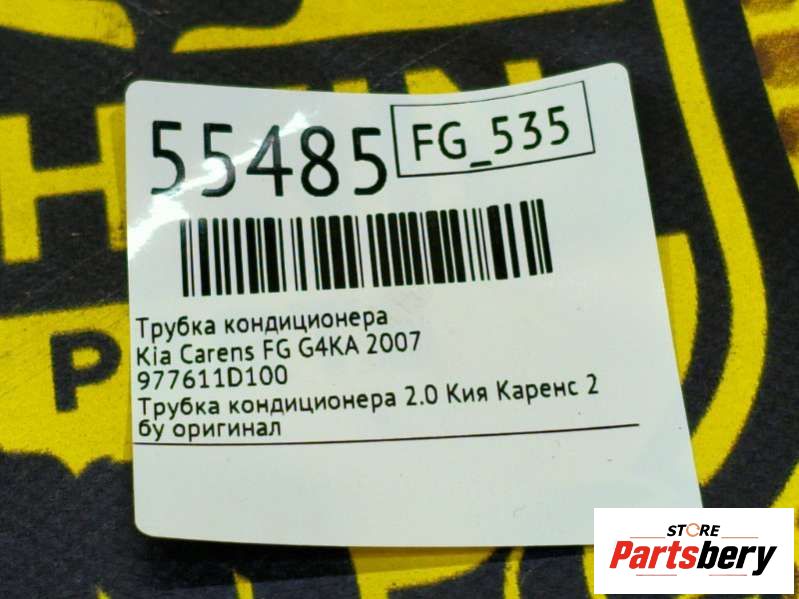 55485
FG_535
Трубка кондиционера
Kia Carens FG G4KA 2007
977611D100
Трубка кондиционера 2.0 Кия Каренс 2
бу оригинал
STORE
Partsbery